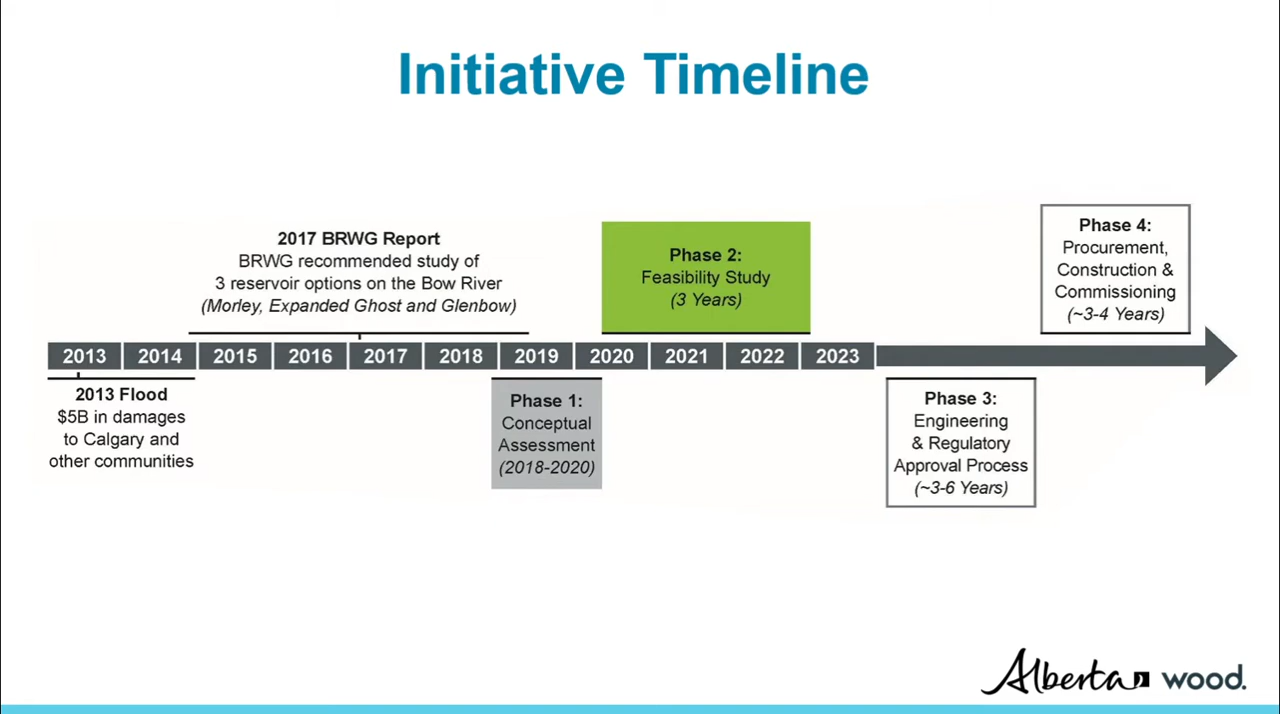 Initiative Timeline
2017 BRWG Report
BRWG recommended study of
3 reservoir options on the Bow River
(Morley, Expanded Ghost and Glenbow)
Phase 2:
Feasibility Study
(3 Years)
Phase 4:
Procurement,
Construction &
Commissioning
(~3-4 Years)
2013 2014 2015 2016 2017 2018 2019 2020 2021 2022 2023
2013 Flood
$5B in damages
to Calgary and
other communities
Phase 1:
Conceptual
Assessment
(2018-2020)
Phase 3:
Engineering
& Regulatory
Approval Process
(~3-6 Years)
Alberta wood.